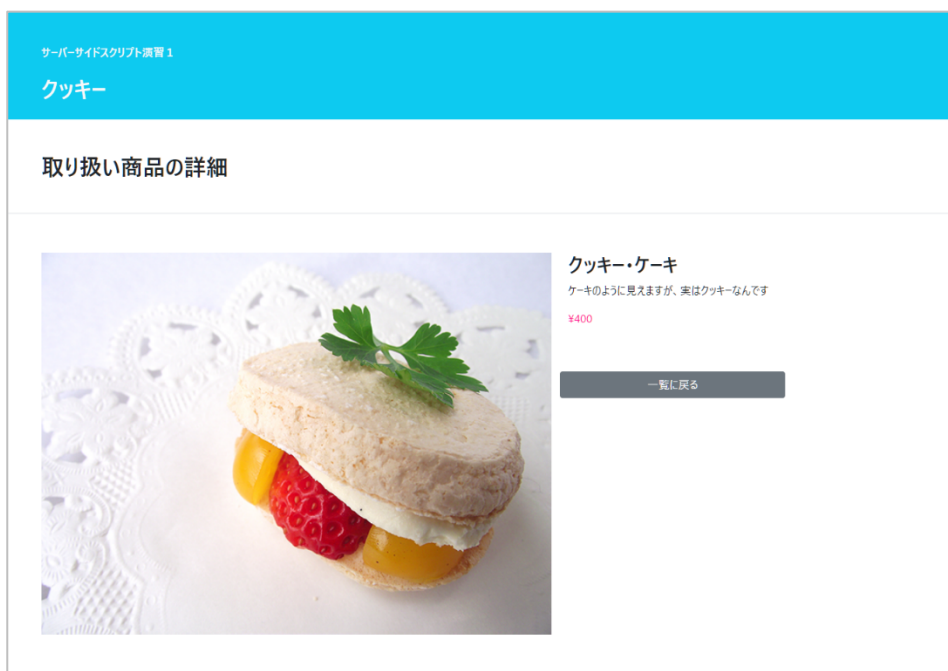 サーバーサイドスクリプト演習１
クッキー
取り扱い商品の詳細
クッキー・ケーキ
ケーキのように見えますが、実はクッキーなんです
¥400
一覧に戻る